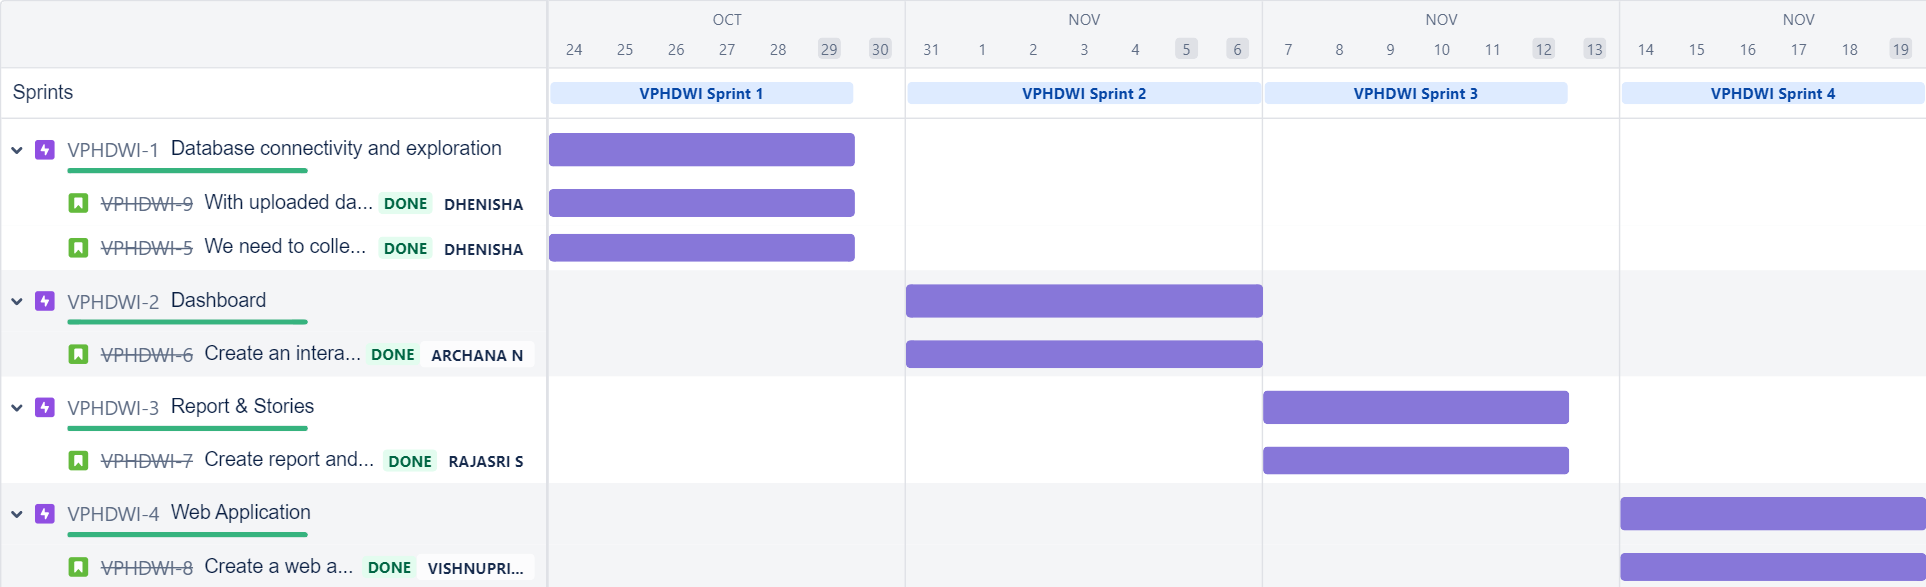 OCT NOV NOV NOV
24 25 26 27 28 29 30 31 1 2 3 4 5 6 7 8 9 10 11 12 13 14 15 16 17 18 19
Sprints VPHDWI Sprint 1 VPHDWI Sprint 2 VPHDWI Sprint 3 VPHDWI Sprint 4
VPHDWI-1 Database connectivity and exploration
VPHDWI-9 With uploaded da... DONE DHENISHA
VPHDWI-5 We need to colle... DONE DHENISHA
VPHDWI-2 Dashboard
VPHDWI-6 Create an intera... DONE ARCHANA N
VPHDWI-3 Report & Stories
VPHDWI-7 Create report and... DONE RAJASRI S
VPHDWI-4 Web Application
VPHDWI-8 Create a web a... DONE VISHNUPRI...